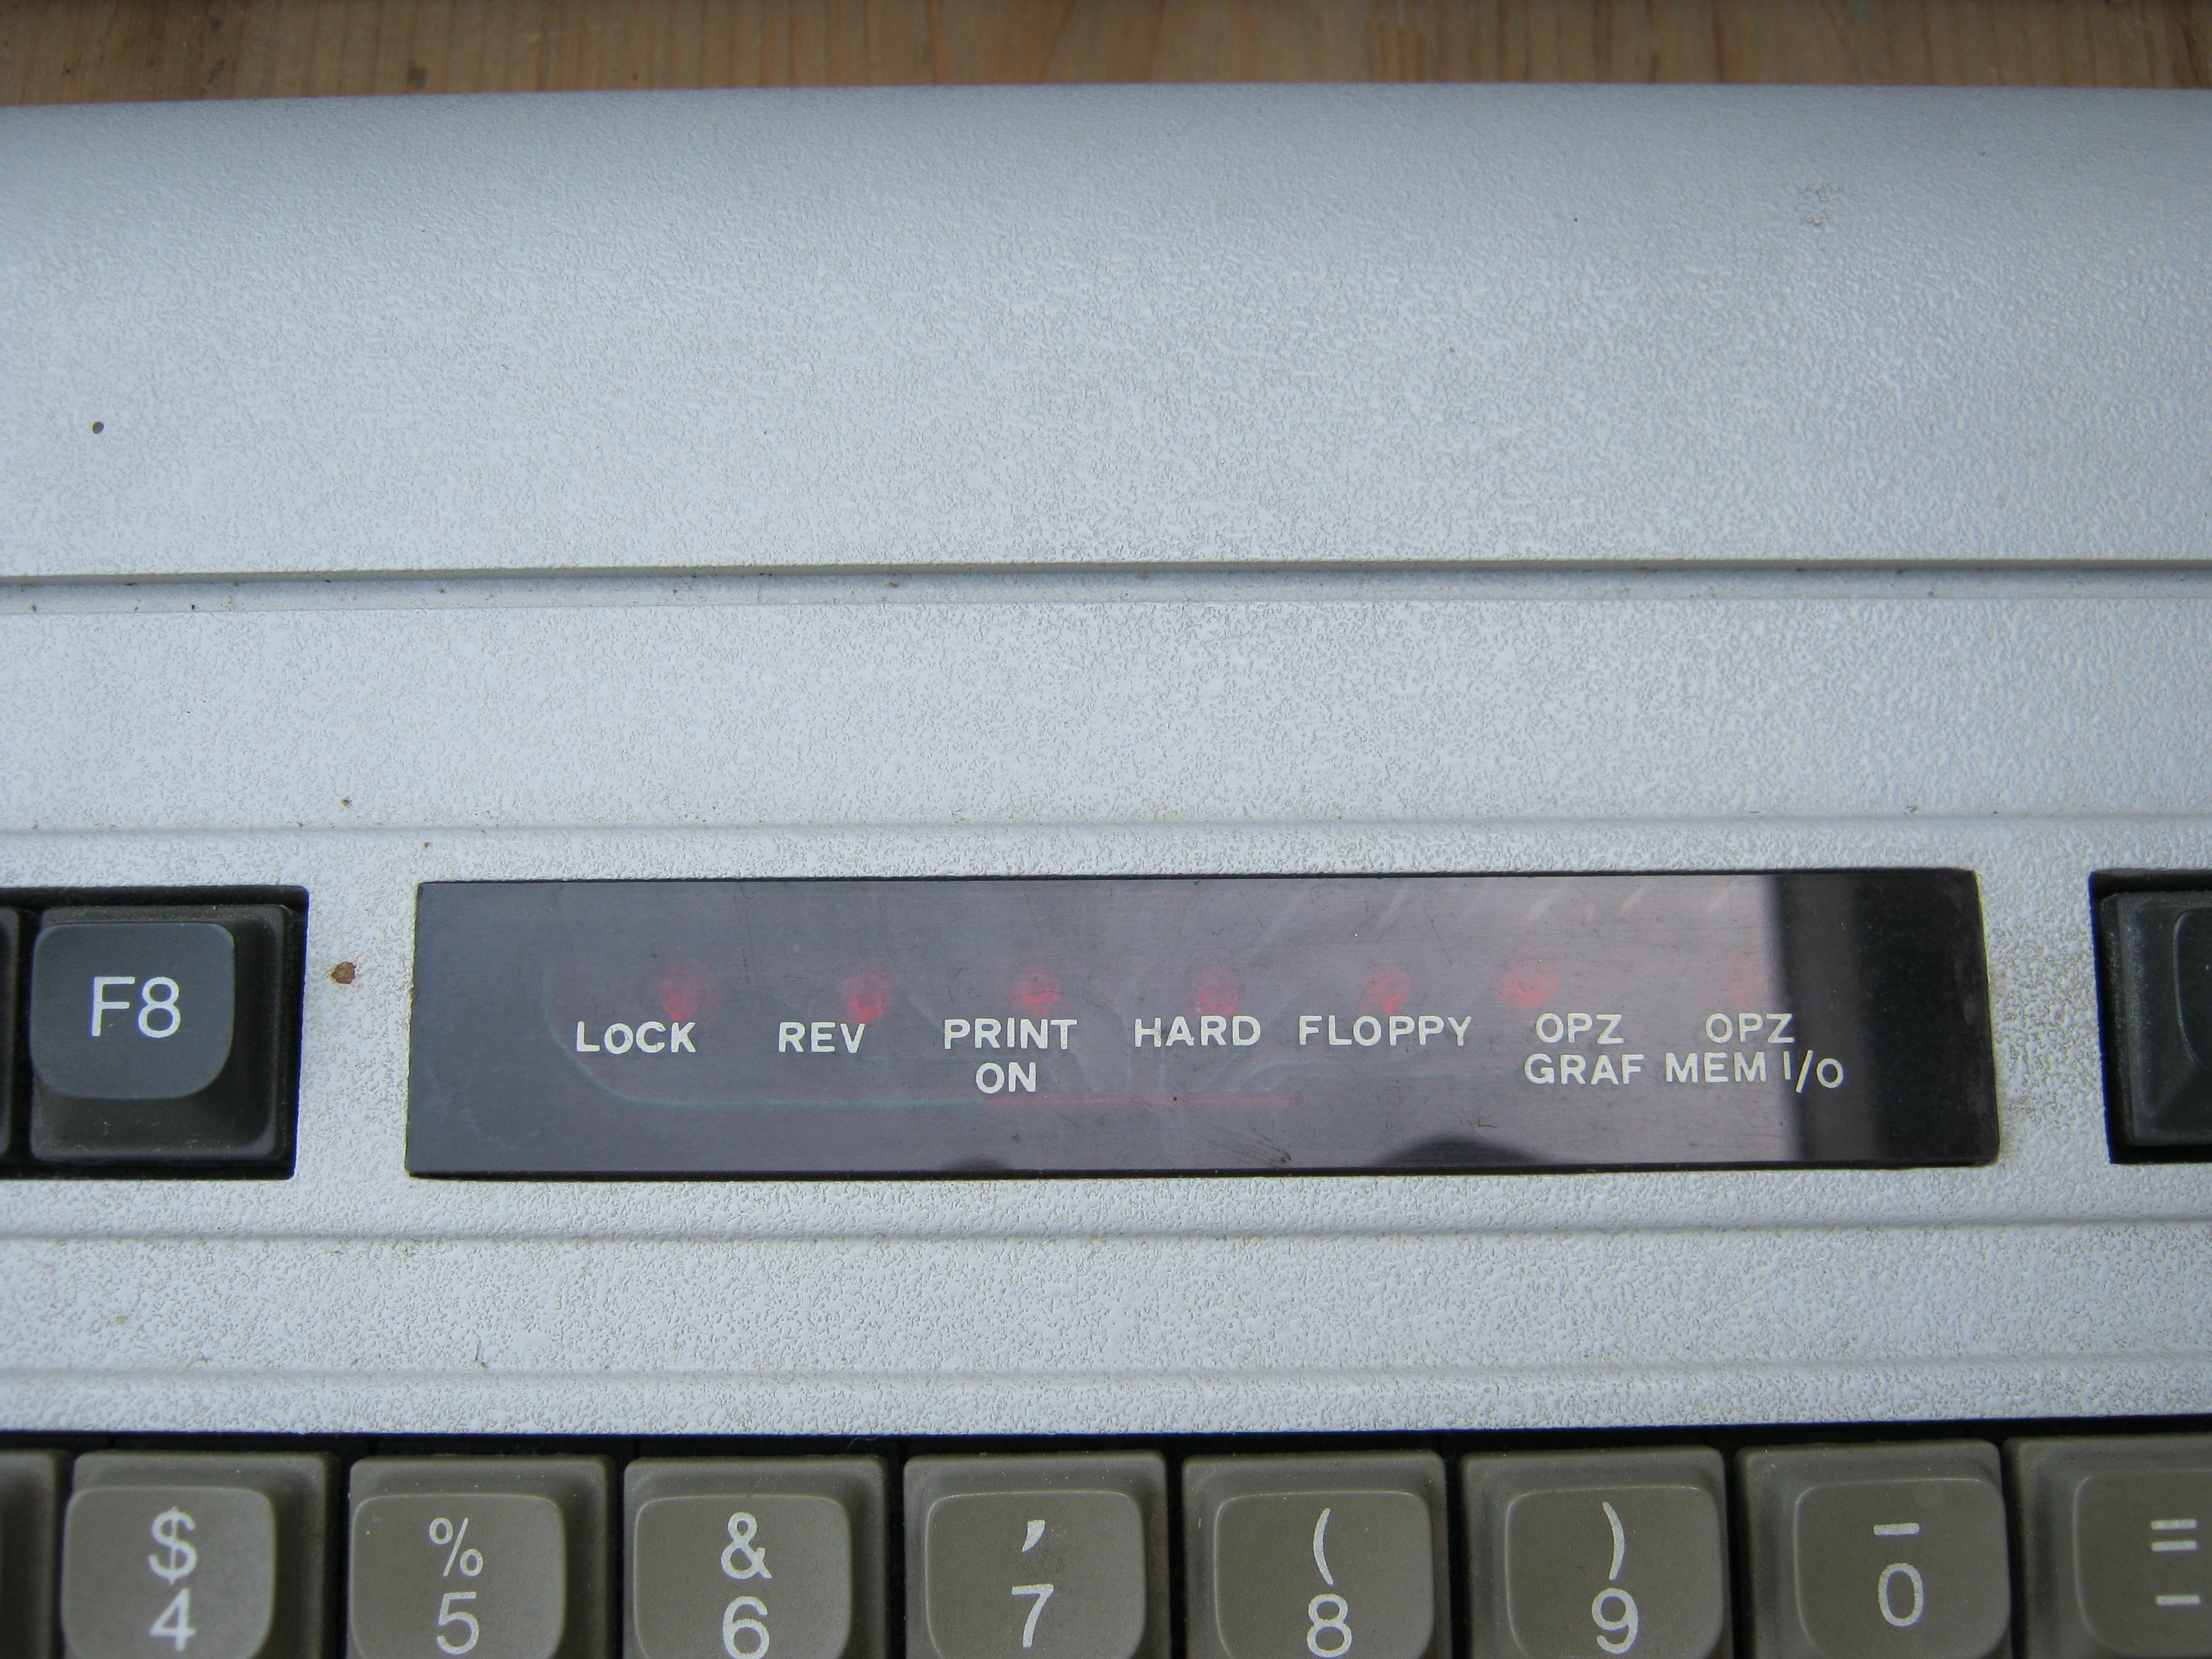 F8
LOCK REV PRINT HARD FLOPPY OPZ OPZ
ON GRAF MEM I/O
$ % & ' ( ) _ =
4 5 6 7 8 9 0 -